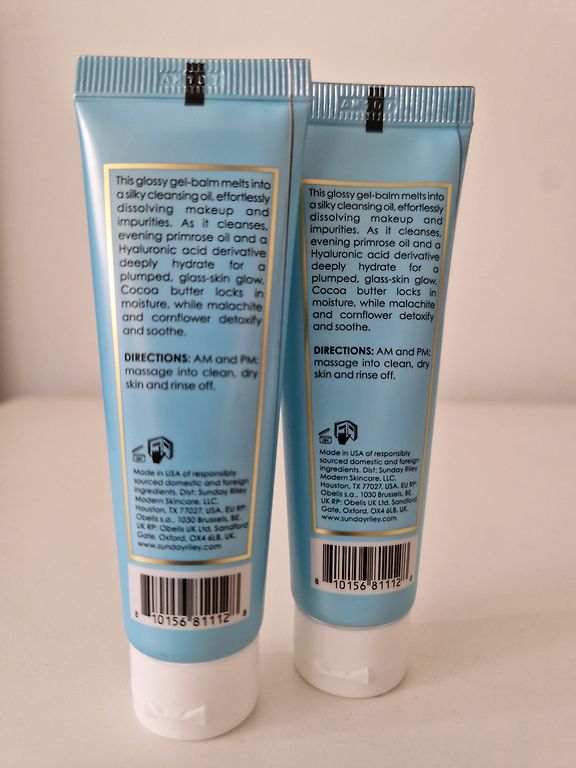 This glossy gel-balm melts into
a silky cleansing oil, effortlessly
dissolving makeup and
impurities. As it cleanses,
evening primrose oil and a
Hyaluronic acid derivative
deeply hydrate for a
plumped, glass-skin glow.
Cocoa butter locks in
moisture, while malachite
and cornflower detoxify
and soothe.
DIRECTIONS: AM and PM:
massage into clean, dry
skin and rinse off.
Made in USA of responsibly
sourced domestic and foreign
ingredients. Dist: Sunday Riley
Modern Skincare, LLC.
Houston, TX 77027, USA. EU RP:
Obelis s.a., 1030 Brussels, BE.
UK RP: Obelis UK Ltd, Sandford
Gate, Oxford, OX4 6LB, UK.
www.sundayriley.com
8 10156 81112 8
This glossy gel-balm melts into
a silky cleansing oil, effortlessly
dissolving makeup and
impurities. As it cleanses,
evening primrose oil and a
Hyaluronic acid derivative
deeply hydrate for a
plumped, glass-skin glow.
Cocoa butter locks in
moisture, while malachite
and cornflower detoxify
and soothe.
DIRECTIONS: AM and PM:
massage into clean, dry
skin and rinse off.
Made in USA of responsibly
sourced domestic and foreign
ingredients. Dist: Sunday Riley
Modern Skincare, LLC.
Houston, TX 77027, USA. EU RP:
Obelis s.a., 1030 Brussels, BE.
UK RP: Obelis UK Ltd, Sandford
Gate, Oxford, OX4 6LB, UK.
www.sundayriley.com
8 10156 81112 8